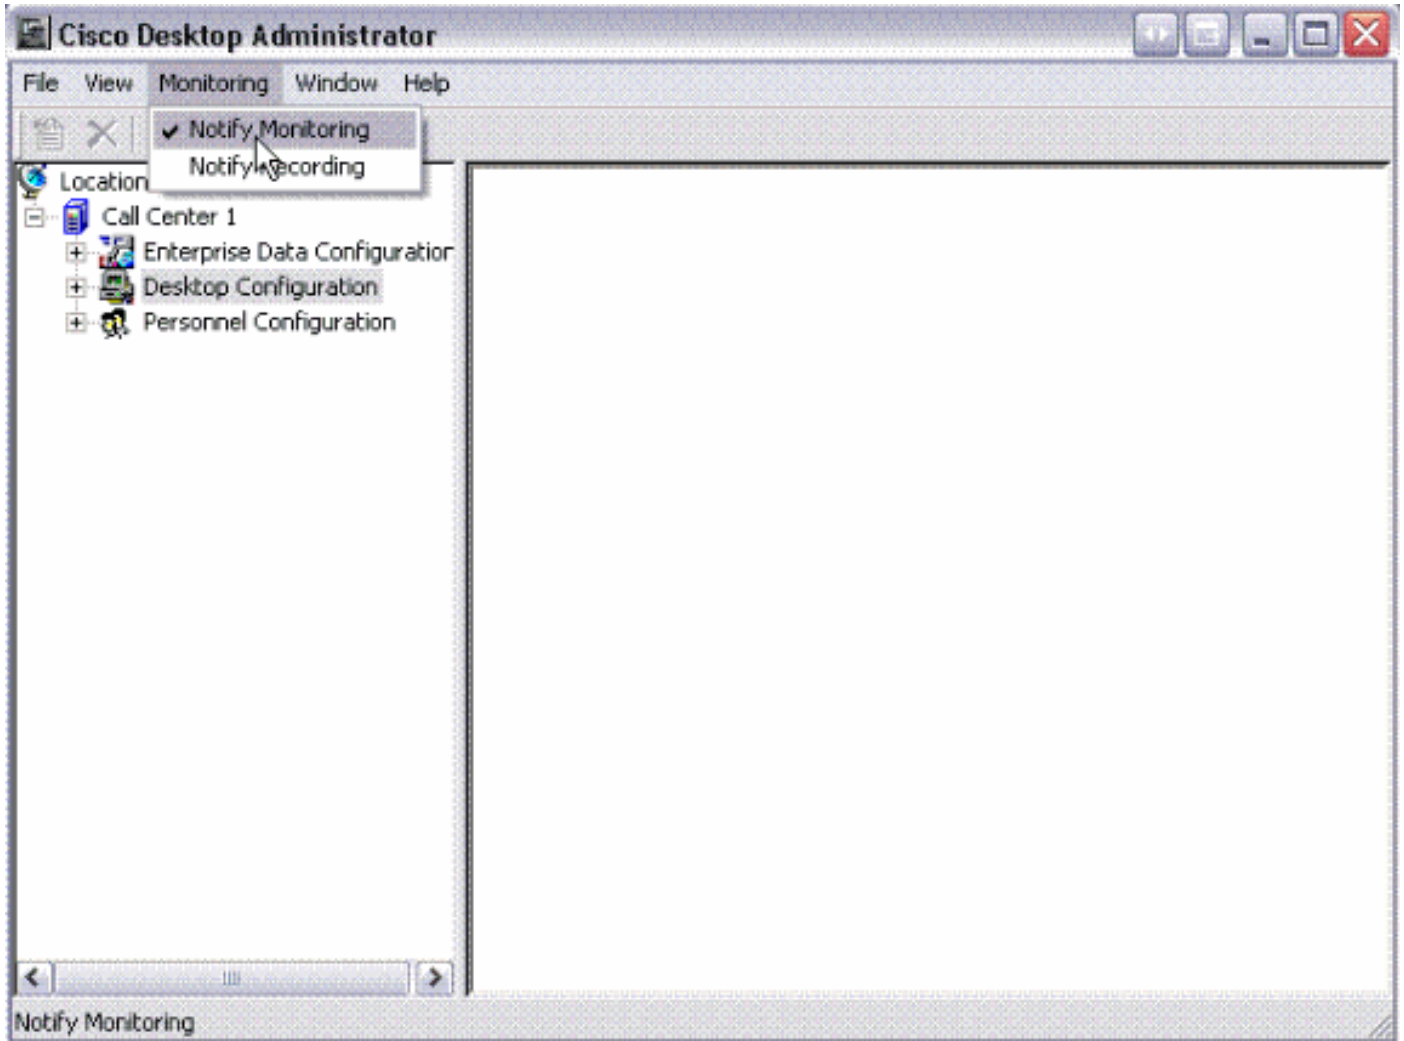 Cisco Desktop Administrator
File View Monitoring Window Help
Notify Monitoring
Notify Recording
Location
Call Center 1
Enterprise Data Configuration
Desktop Configuration
Personnel Configuration
Notify Monitoring